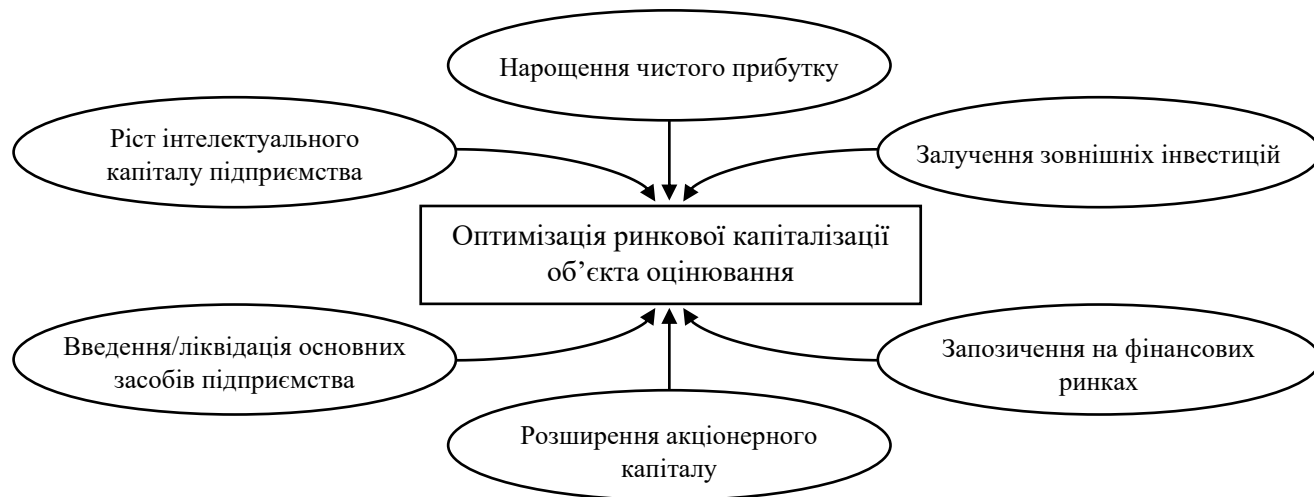 Нарощення чистого прибутку
Ріст інтелектуального
капіталу підприємства
Залучення зовнішніх інвестицій
Оптимізація ринкової капіталізації
об’єкта оцінювання
Введення/ліквідація основних
засобів підприємства
Запозичення на фінансових
ринках
Розширення акціонерного
капіталу